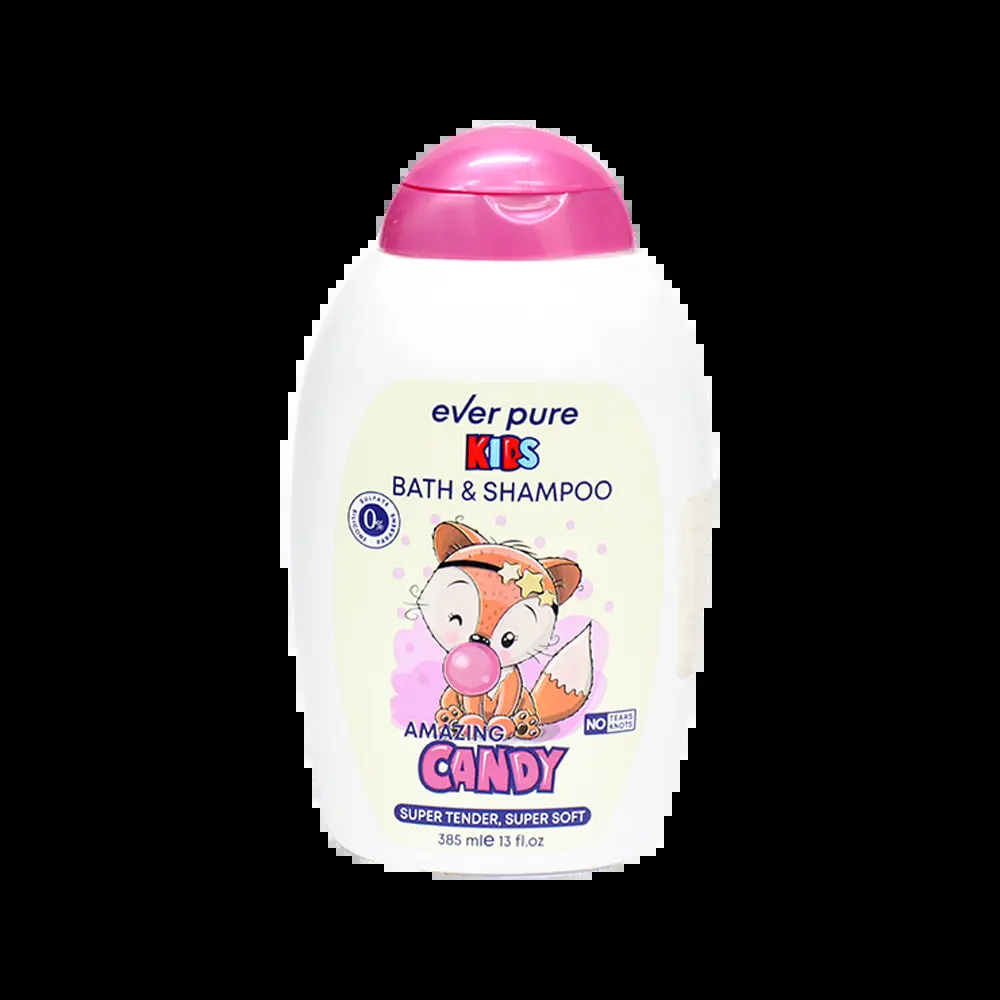 ever pure
KIDS
BATH & SHAMPOO
SULFATE
SILICONE
0%
PARABENS
AMAZING
CANDY
NO TEARS
KNOTS
SUPER TENDER, SUPER SOFT
385 ml e 13 fl.oz